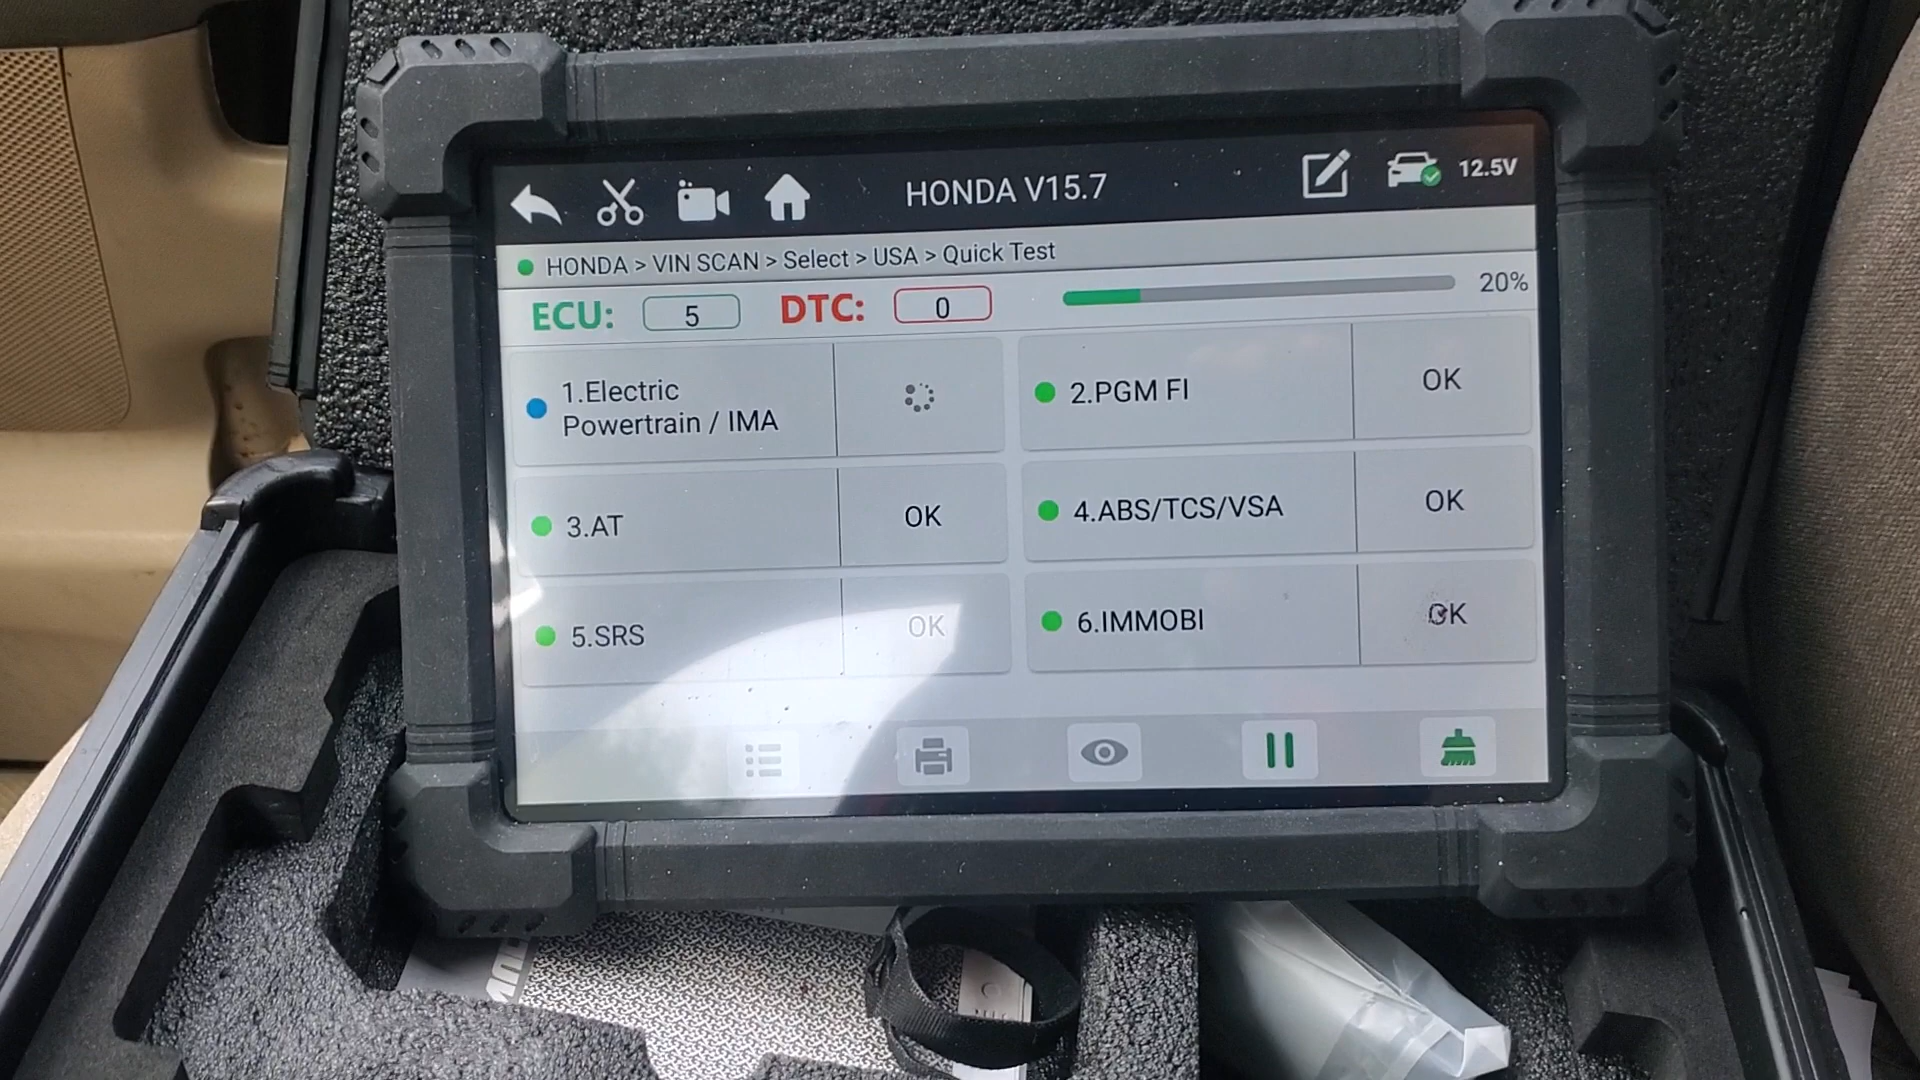 HONDA V15.7
12.5V
HONDA > VIN SCAN > Select > USA > Quick Test
ECU: 5 DTC: 0 20%
1.Electric
Powertrain / IMA
2.PGM FI OK
3.AT OK
4.ABS/TCS/VSA OK
5.SRS OK
6.IMMOBI OK